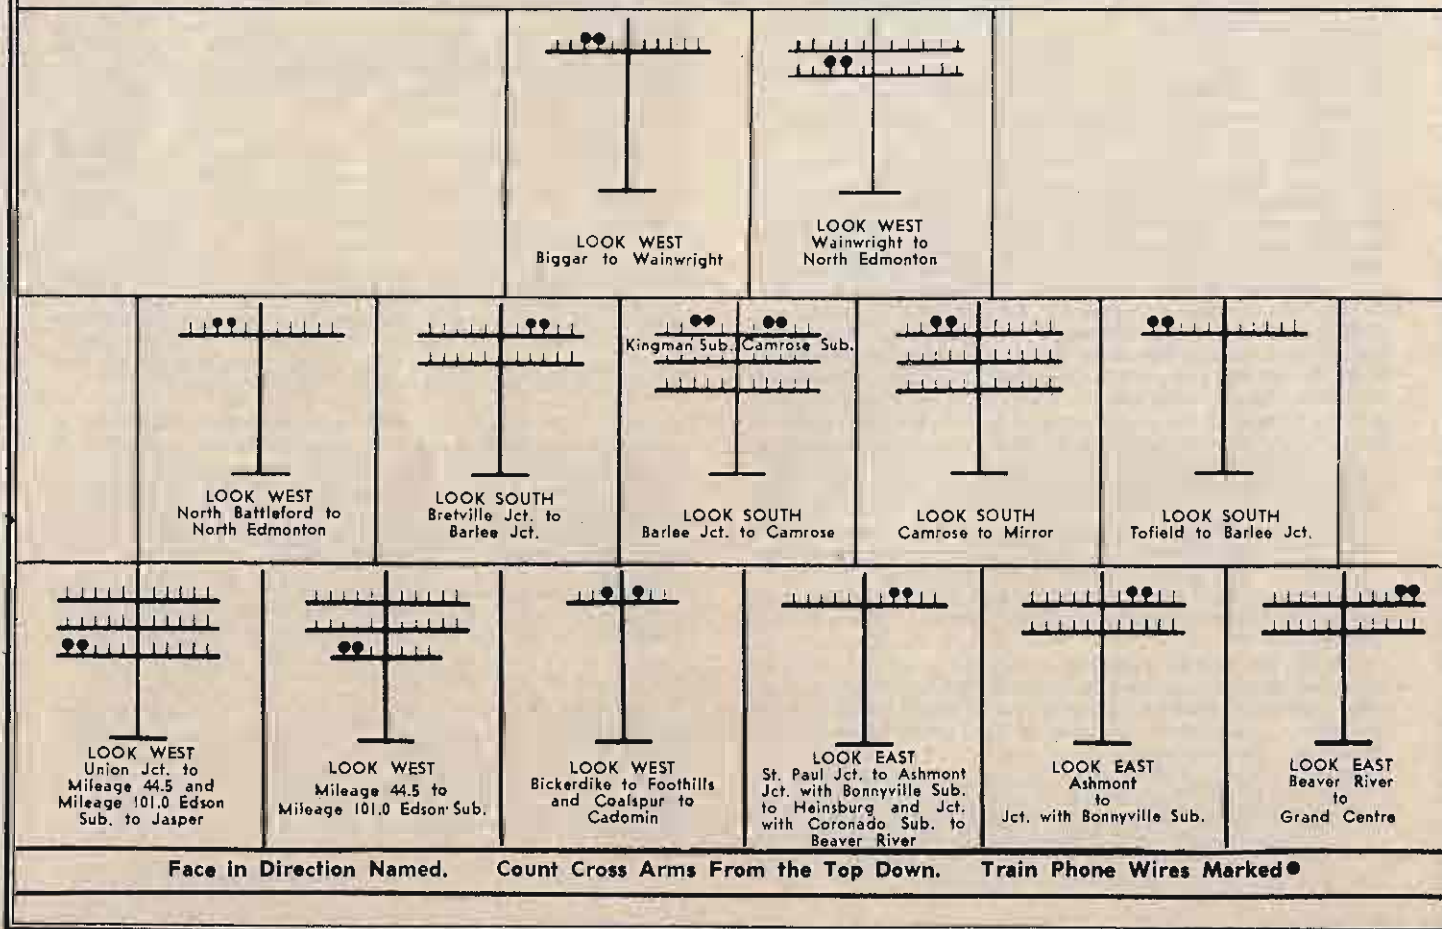 LOOK WEST
Biggar to Wainwright
LOOK WEST
Wainwright to
North Edmonton
LOOK WEST
North Battleford to
North Edmonton
LOOK SOUTH
Bretville Jct. to
Barlee Jct.
Kingman Sub. Camrose Sub.
LOOK SOUTH
Barlee Jct. to Camrose
LOOK SOUTH
Camrose to Mirror
LOOK SOUTH
Tofield to Barlee Jct.
LOOK WEST
Union Jct. to
Mileage 44.5 and
Mileage 101.0 Edson
Sub. to Jasper
LOOK WEST
Mileage 44.5 to
Mileage 101.0 Edson Sub.
LOOK WEST
Bickerdike to Foothills
and Coalspur to
Cadomin
LOOK EAST
St. Paul Jct. to Ashmont
Jct. with Bonnyville Sub.
to Heinsburg and Jct.
with Coronado Sub. to
Beaver River
LOOK EAST
Ashmont
to
Jct. with Bonnyville Sub.
LOOK EAST
Beaver River
to
Grand Centre
Face in Direction Named. Count Cross Arms From the Top Down. Train Phone Wires Marked ●